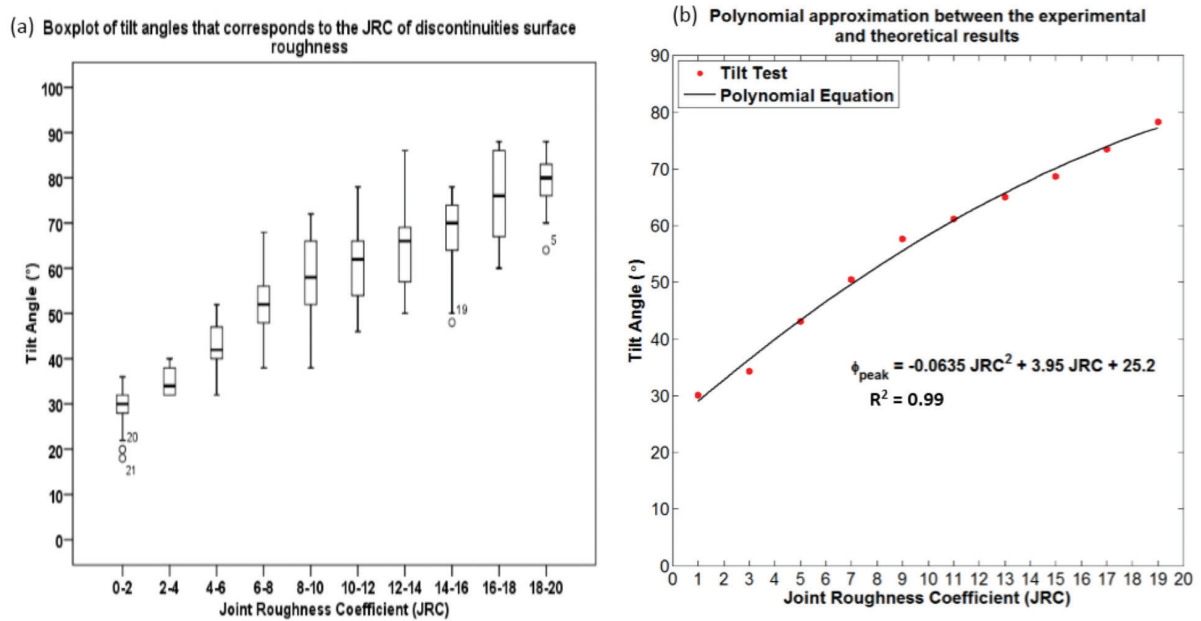 (a) Boxplot of tilt angles that corresponds to the JRC of discontinuities surface
roughness
100
90
80
70
60
50
40
30
20
10
0
Tilt Angle (°)
20
21
19
5
0-2 2-4 4-6 6-8 8-10 10-12 12-14 14-16 16-18 18-20
Joint Roughness Coefficient (JRC)
(b) Polynomial approximation between the experimental
and theoretical results
90
80
70
60
50
40
30
20
10
0
Tilt Angle (°)
Tilt Test
Polynomial Equation
ϕpeak = -0.0635 JRC² + 3.95 JRC + 25.2
R² = 0.99
0 1 2 3 4 5 6 7 8 9 10 11 12 13 14 15 16 17 18 19 20
Joint Roughness Coefficient (JRC)